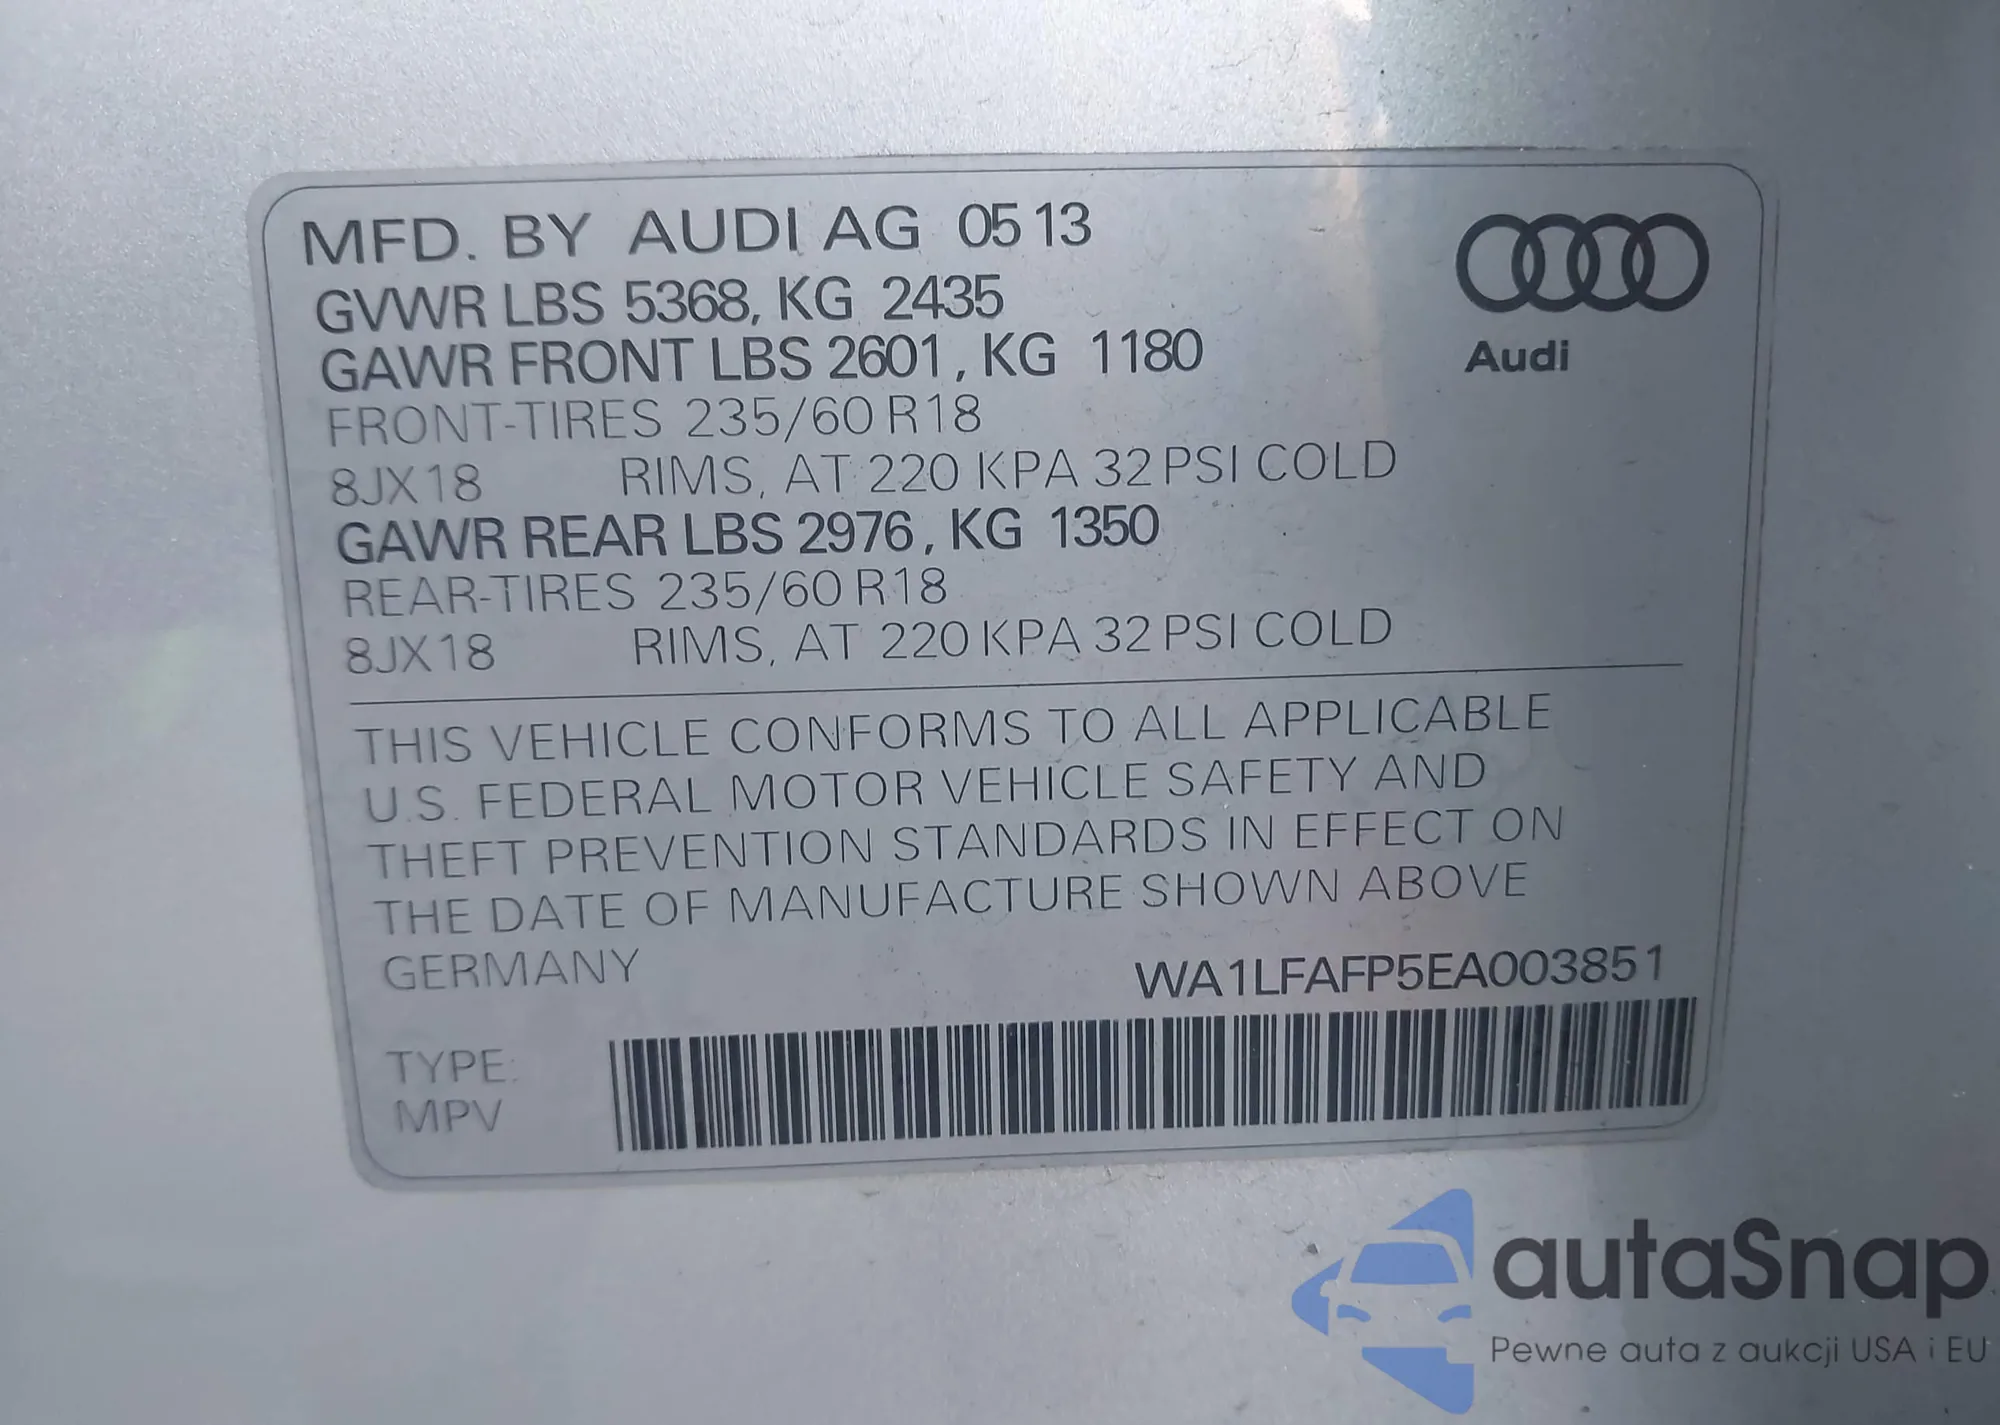 MFD. BY AUDI AG 05 13
GVWR LBS 5368, KG 2435
GAWR FRONT LBS 2601, KG 1180
FRONT-TIRES 235/60 R18
8JX18 RIMS, AT 220 KPA 32 PSI COLD
GAWR REAR LBS 2976, KG 1350
REAR-TIRES 235/60 R18
8JX18 RIMS, AT 220 KPA 32 PSI COLD
Audi
THIS VEHICLE CONFORMS TO ALL APPLICABLE
U.S. FEDERAL MOTOR VEHICLE SAFETY AND
THEFT PREVENTION STANDARDS IN EFFECT ON
THE DATE OF MANUFACTURE SHOWN ABOVE
GERMANY WA1LFAFP5EA003851
TYPE:
MPV
autaSnap
Pewne auta z aukcji USA i EU